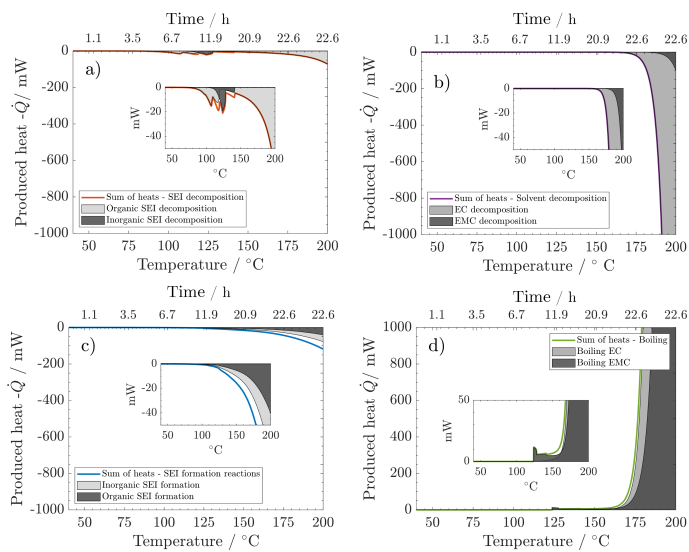 Time / h
1.1 3.5 6.7 11.9 20.9 22.6 22.6
0
-200
-400
-600
-800
-1000
Produced heat -Q̇ / mW
a)
0
-20
-40
mW
50 100 150 200
°C
Sum of heats - SEI decomposition
Organic SEI decomposition
Inorganic SEI decomposition
50 75 100 125 150 175 200
Temperature / °C
Time / h
1.1 3.5 6.7 11.9 20.9 22.6 22.6
0
-200
-400
-600
-800
-1000
Produced heat -Q̇ / mW
b)
0
-20
-40
mW
50 100 150 200
°C
Sum of heats - Solvent decomposition
EC decomposition
EMC decomposition
50 75 100 125 150 175 200
Temperature / ° C
Time / h
1.1 3.5 6.7 11.9 20.9 22.6 22.6
0
-200
-400
-600
-800
-1000
Produced heat -Q̇/ mW
c)
0
-20
-40
mW
50 100 150 200
°C
Sum of heats - SEI formation reactions
Inorganic SEI formation
Organic SEI formation
50 75 100 125 150 175 200
Temperature / °C
Time / h
1.1 3.5 6.7 11.9 20.9 22.6 22.6
1000
800
600
400
200
0
Produced heat -Q̇ / mW
d)
Sum of heats - Boiling
Boiling EC
Boiling EMC
50
0
mW
50 100 150 200
°C
50 75 100 125 150 175 200
Temperature / °C